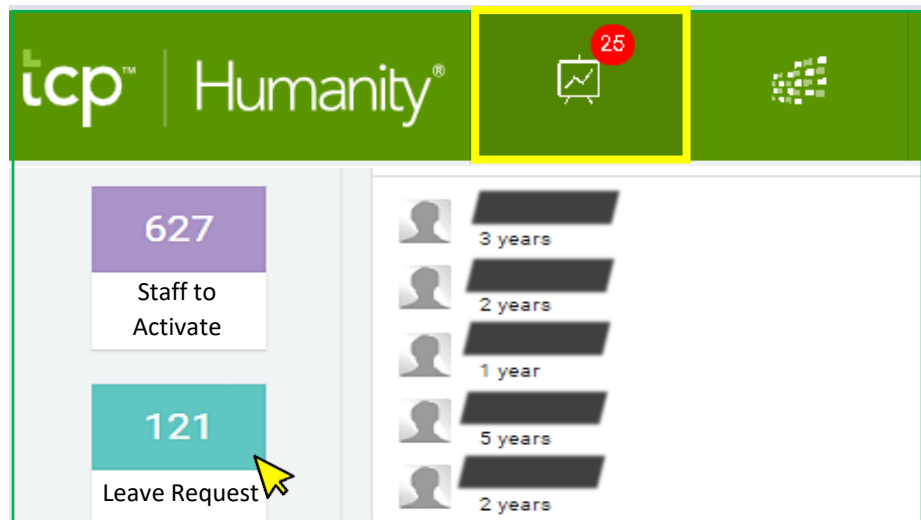 tcp™ | Humanity®
25
627
Staff to
Activate
121
Leave Request
3 years
2 years
1 year
5 years
2 years